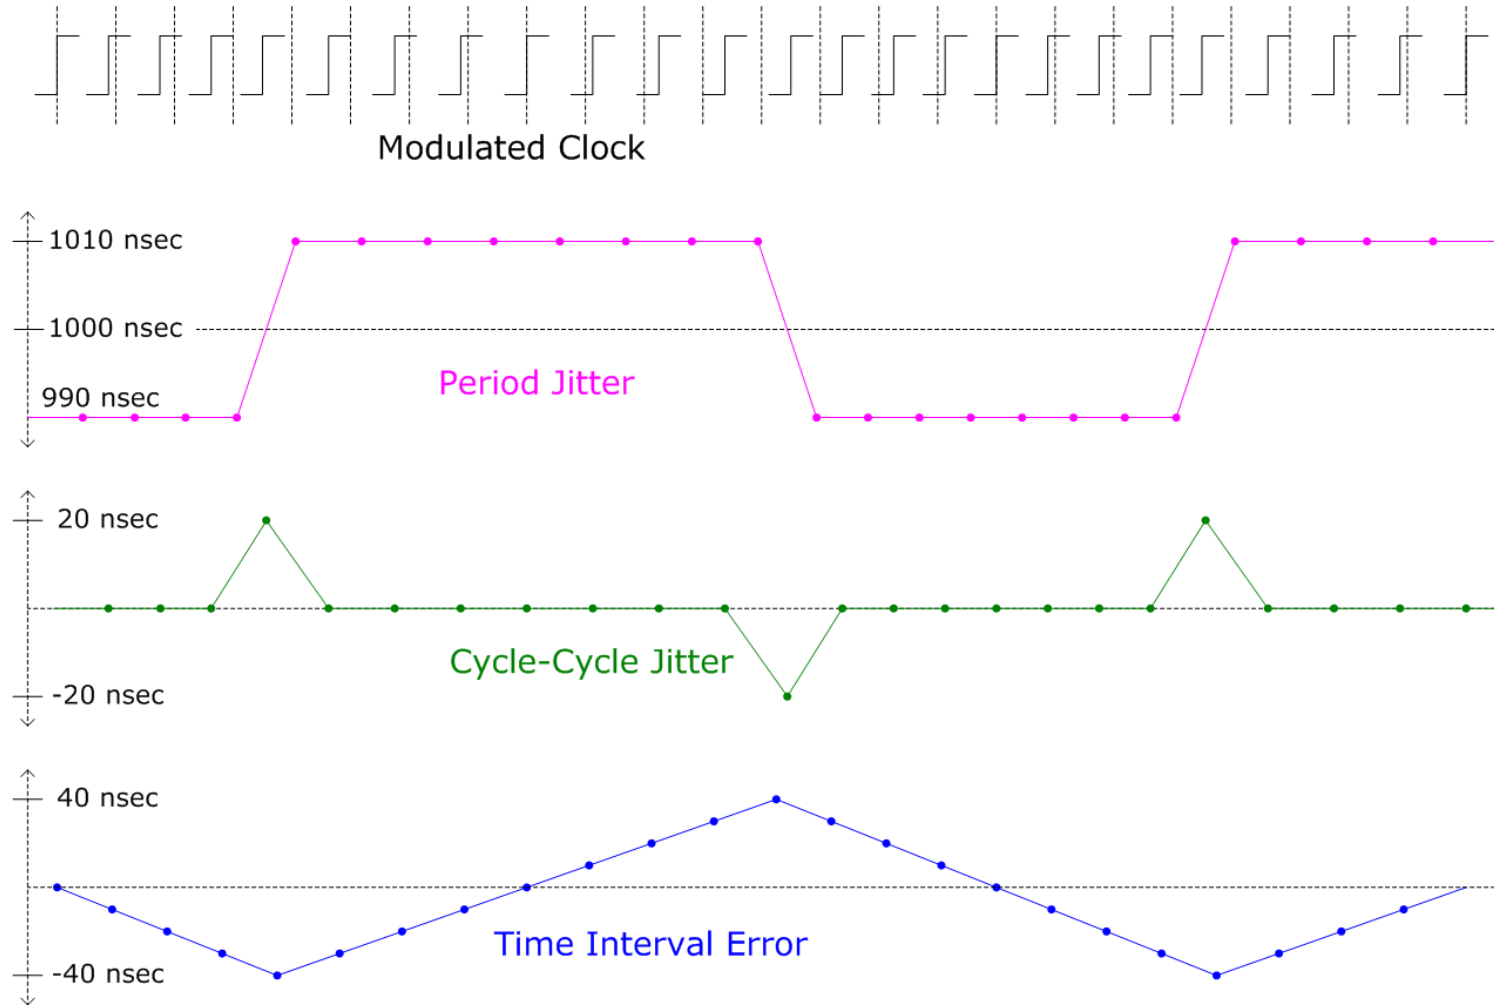 Modulated Clock
1010 nsec
1000 nsec
Period Jitter
990 nsec
20 nsec
Cycle-Cycle Jitter
-20 nsec
40 nsec
Time Interval Error
-40 nsec